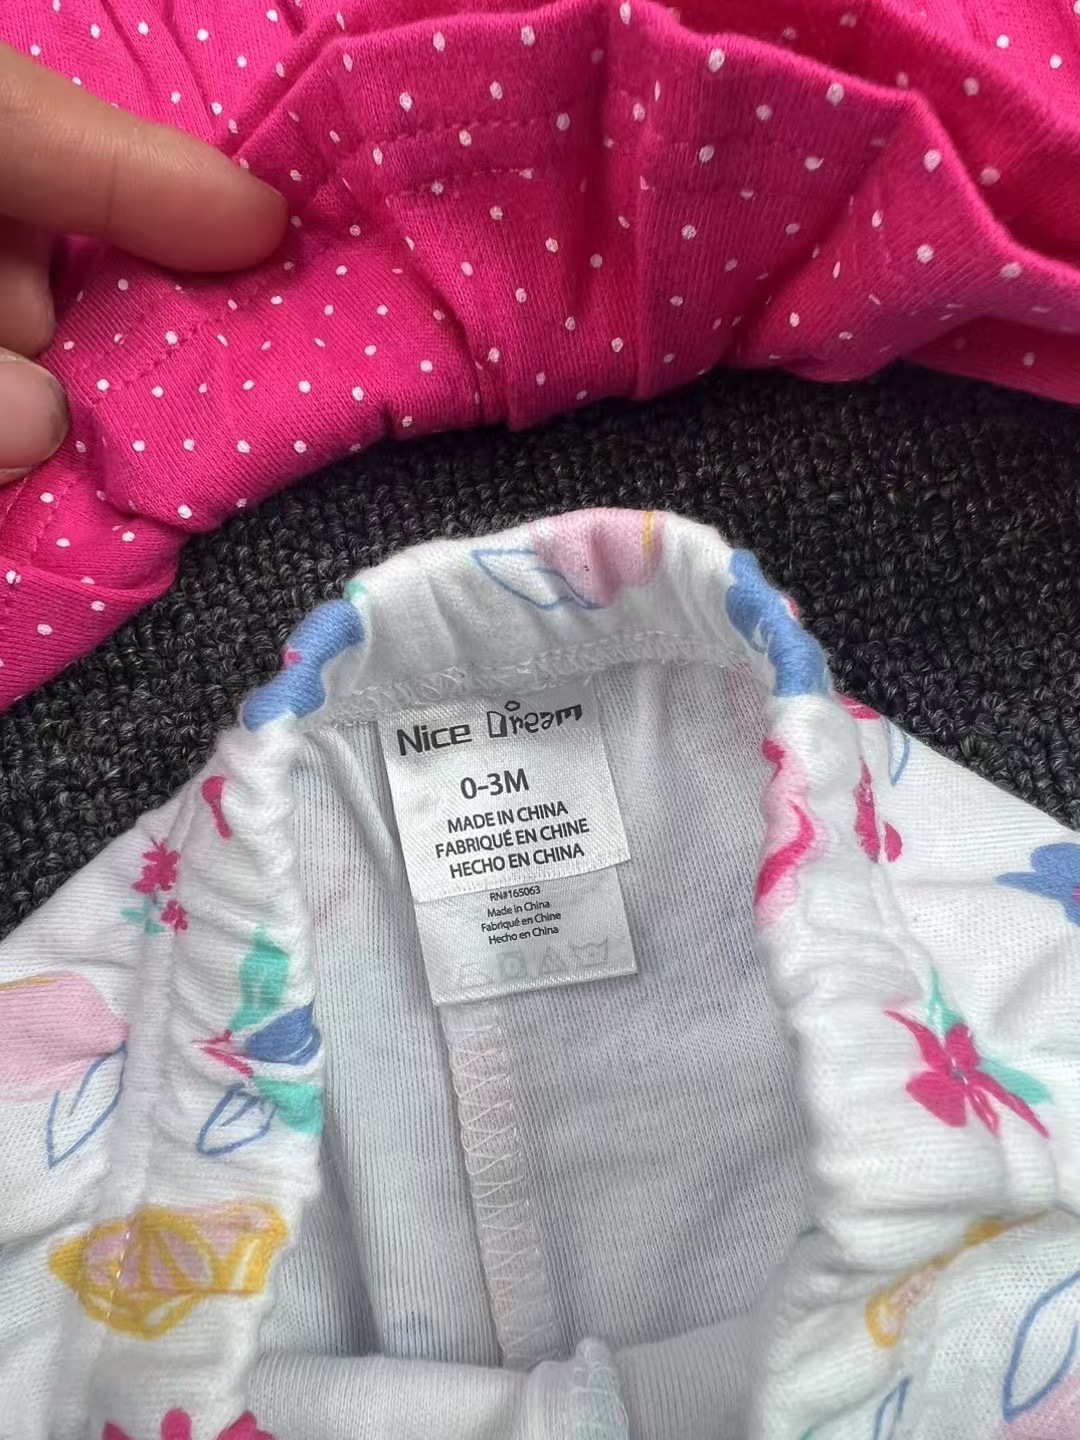 Nice Dream
0-3M
MADE IN CHINA
FABRIQUÉ EN CHINE
HECHO EN CHINA
RN#165063
Made in China
Fabriqué en Chine
Hecho en China